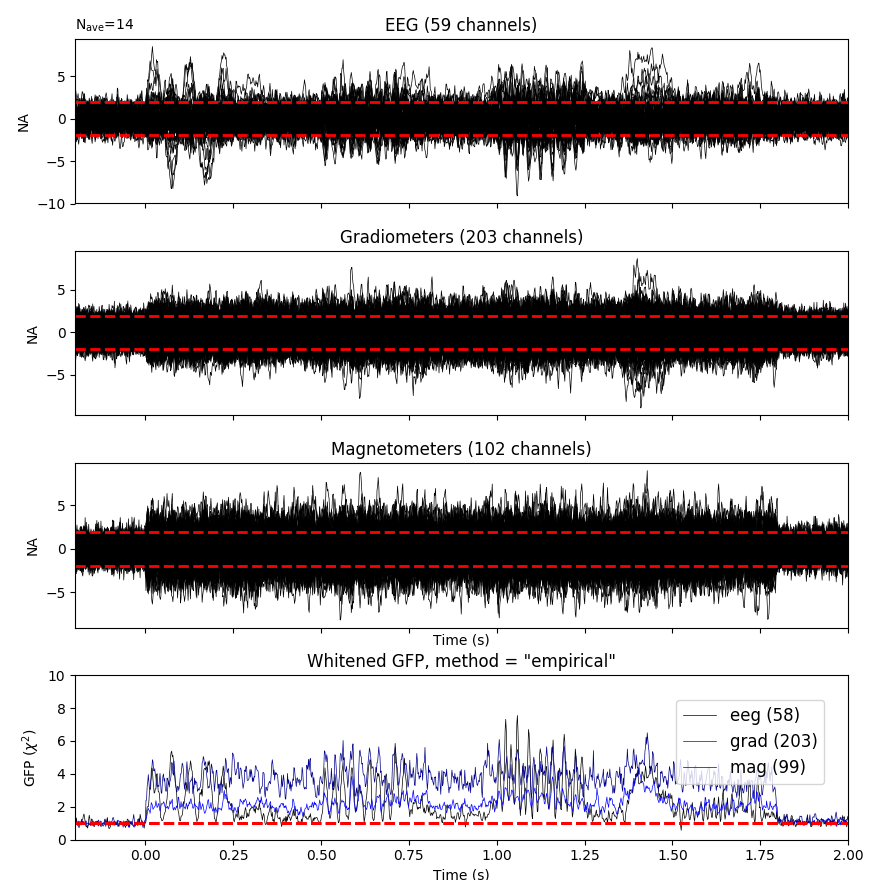 N_ave=14
EEG (59 channels)
5
0
−5
−10
NA
Gradiometers (203 channels)
5
0
−5
NA
Magnetometers (102 channels)
5
0
−5
NA
Time (s)
Whitened GFP, method = "empirical"
10
8
6
4
2
0
GFP (χ²)
eeg (58)
grad (203)
mag (99)
0.00 0.25 0.50 0.75 1.00 1.25 1.50 1.75 2.00
Time (s)